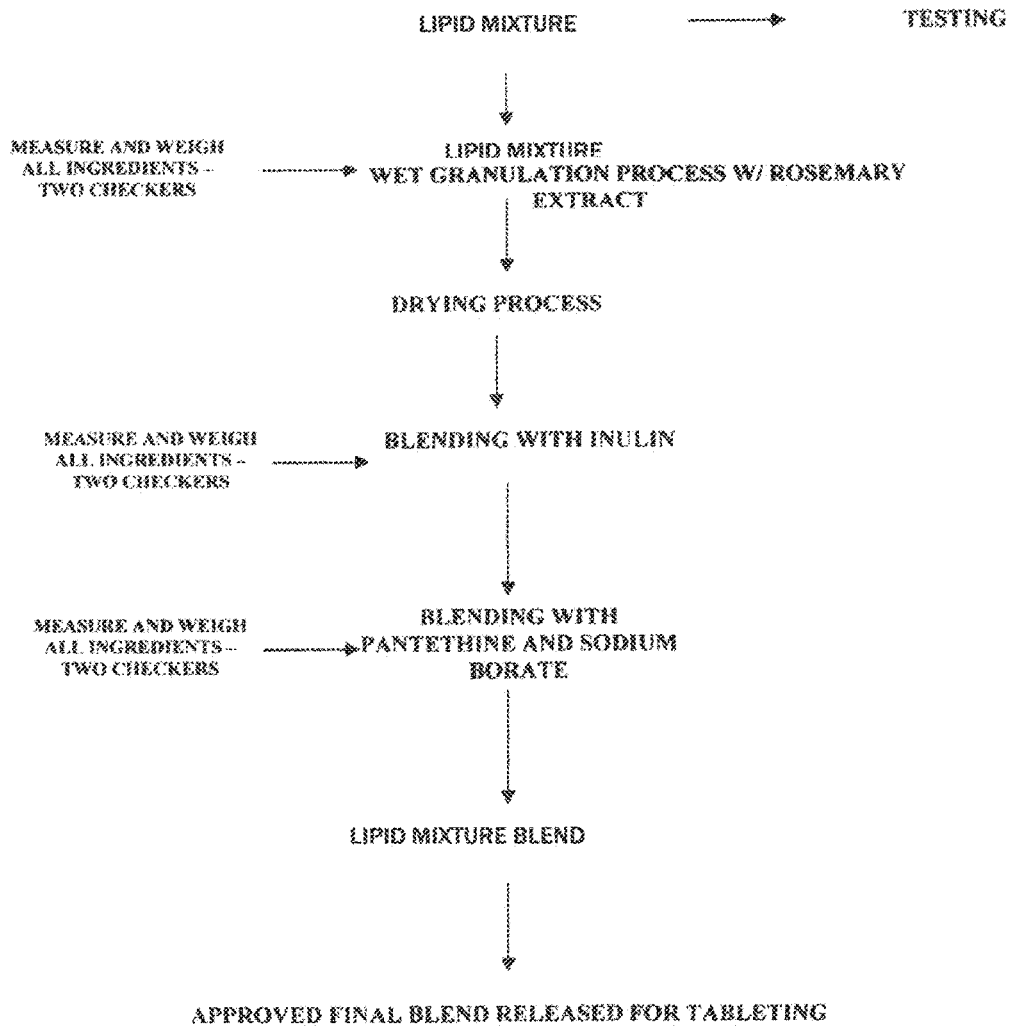 LIPID MIXTURE
TESTING
MEASURE AND WEIGH
ALL INGREDIENTS –
TWO CHECKERS
LIPID MIXTURE
WET GRANULATION PROCESS W/ ROSEMARY
EXTRACT
DRYING PROCESS
MEASURE AND WEIGH
ALL INGREDIENTS –
TWO CHECKERS
BLENDING WITH INULIN
MEASURE AND WEIGH
ALL INGREDIENTS –
TWO CHECKERS
BLENDING WITH
PANTETHINE AND SODIUM
BORATE
LIPID MIXTURE BLEND
APPROVED FINAL BLEND RELEASED FOR TABLETING